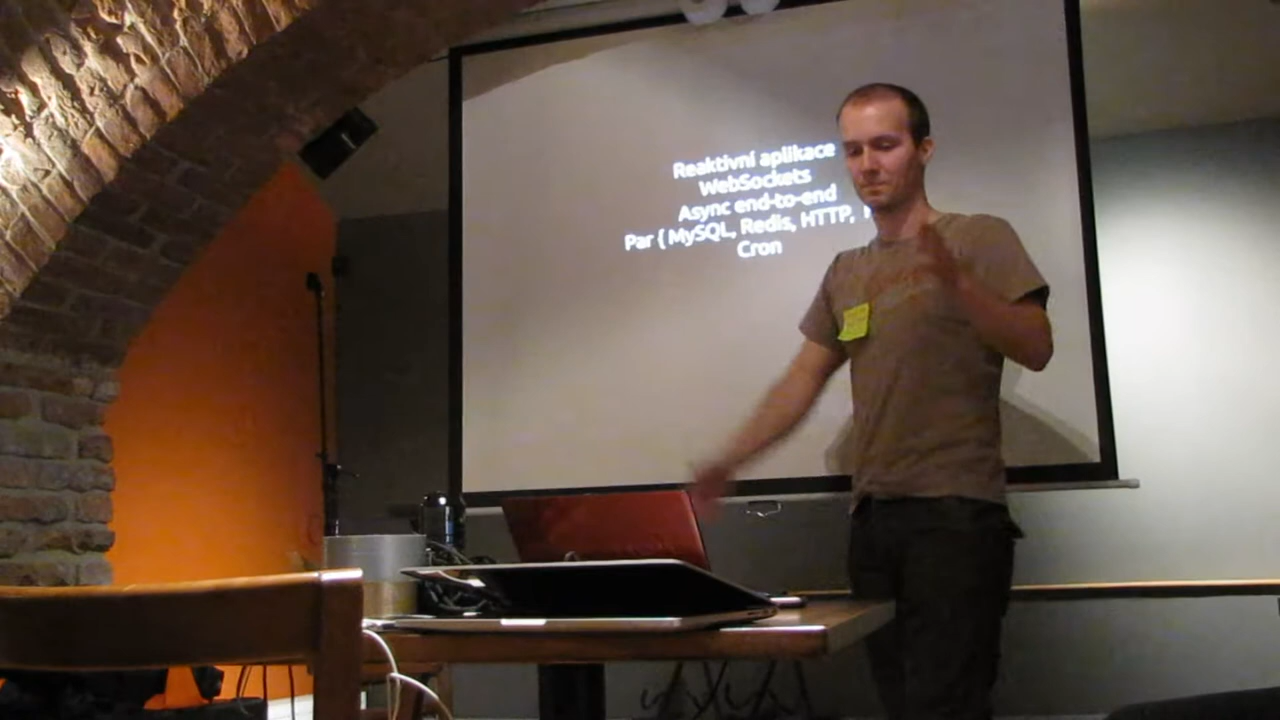 Reaktivní aplikace
WebSockets
Async end-to-end
Par { MySQL, Redis, HTTP,
Cron